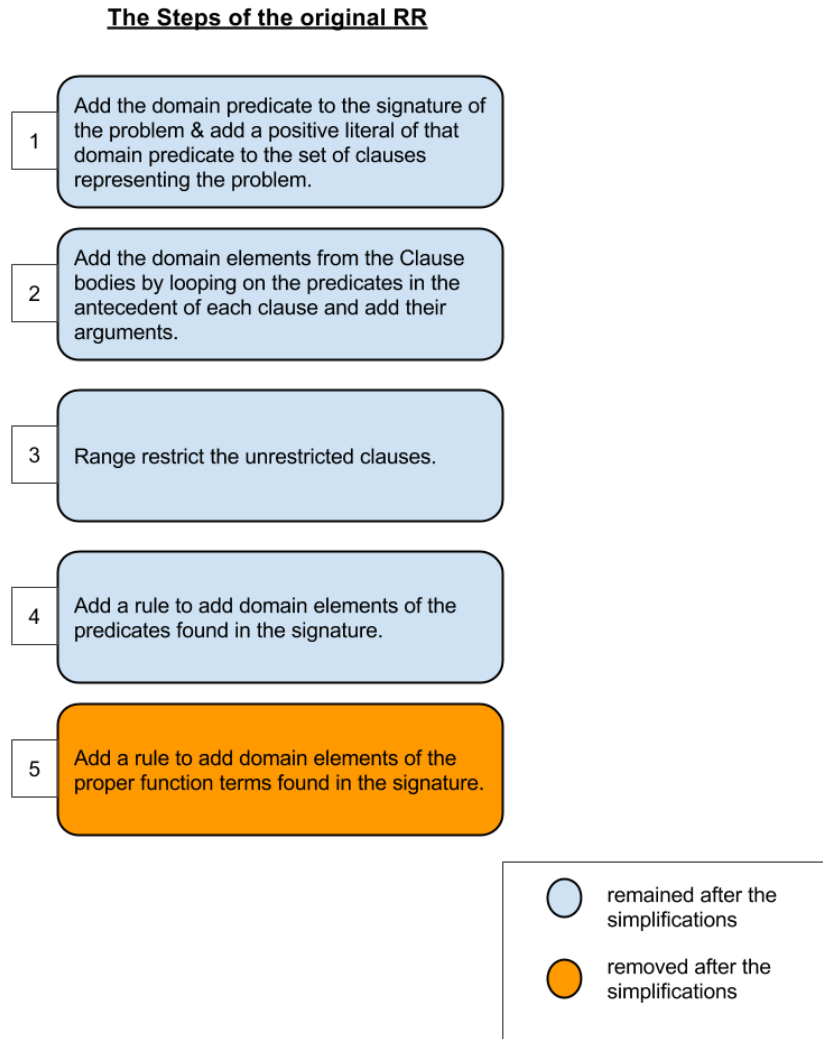 The Steps of the original RR
1
Add the domain predicate to the signature of
the problem & add a positive literal of that
domain predicate to the set of clauses
representing the problem.
2
Add the domain elements from the Clause
bodies by looping on the predicates in the
antecedent of each clause and add their
arguments.
3
Range restrict the unrestricted clauses.
4
Add a rule to add domain elements of the
predicates found in the signature.
5
Add a rule to add domain elements of the
proper function terms found in the signature.
remained after the
simplifications
removed after the
simplifications